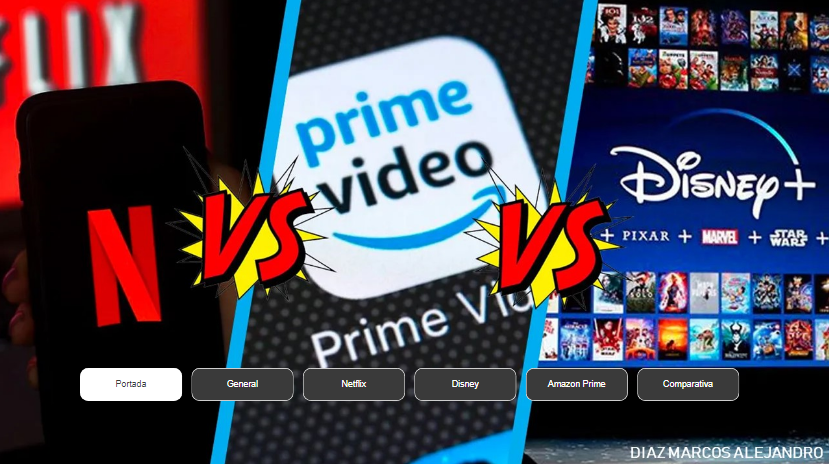 FLIX
N
prime
video
Prime Vid
VS
VS
Disney+
+ PIXAR + MARVEL + STAR WARS +
Portada
General
Netflix
Disney
Amazon Prime
Comparativa
DIAZ MARCOS ALEJANDRO